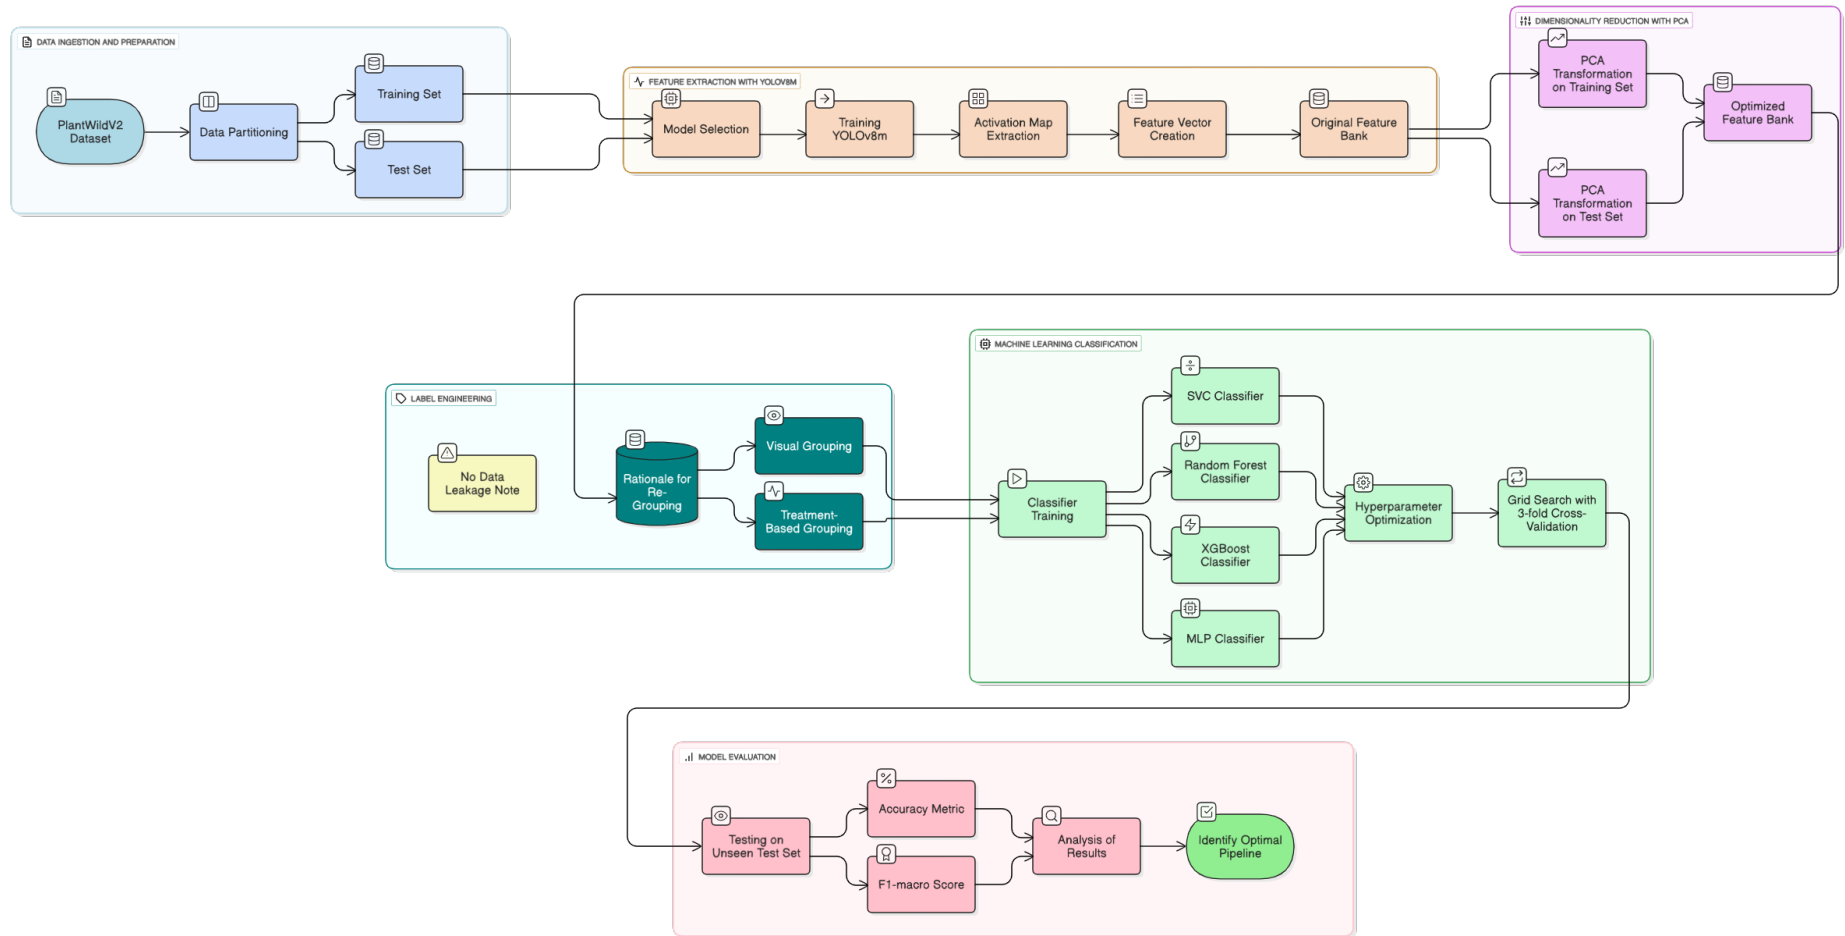 DATA INGESTION AND PREPARATION
PlantWildV2
Dataset
Data Partitioning
Training Set
Test Set
FEATURE EXTRACTION WITH YOLOV8M
Model Selection
Training
YOLOv8m
Activation Map
Extraction
Feature Vector
Creation
Original Feature
Bank
DIMENSIONALITY REDUCTION WITH PCA
PCA
Transformation
on Training Set
PCA
Transformation
on Test Set
Optimized
Feature Bank
LABEL ENGINEERING
No Data
Leakage Note
Rationale for
Re-
Grouping
Visual Grouping
Treatment-
Based Grouping
MACHINE LEARNING CLASSIFICATION
Classifier
Training
SVC Classifier
Random Forest
Classifier
XGBoost
Classifier
MLP Classifier
Hyperparameter
Optimization
Grid Search with
3-fold Cross-
Validation
MODEL EVALUATION
Testing on
Unseen Test Set
Accuracy Metric
F1-macro Score
Analysis of
Results
Identify Optimal
Pipeline